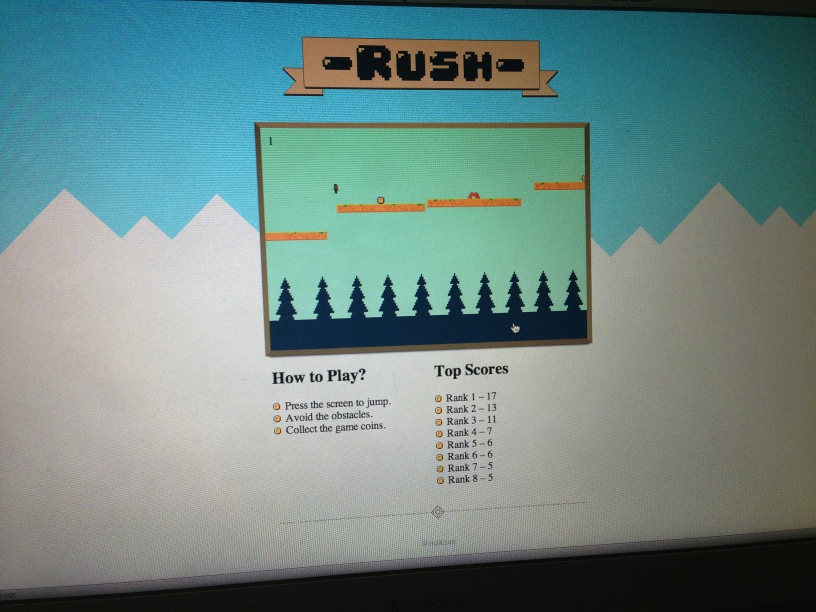 -RUSH-
1
How to Play?
Press the screen to jump.
Avoid the obstacles.
Collect the game coins.
Top Scores
Rank 1 – 17
Rank 2 – 13
Rank 3 – 11
Rank 4 – 7
Rank 5 – 6
Rank 6 – 6
Rank 7 – 5
Rank 8 – 5